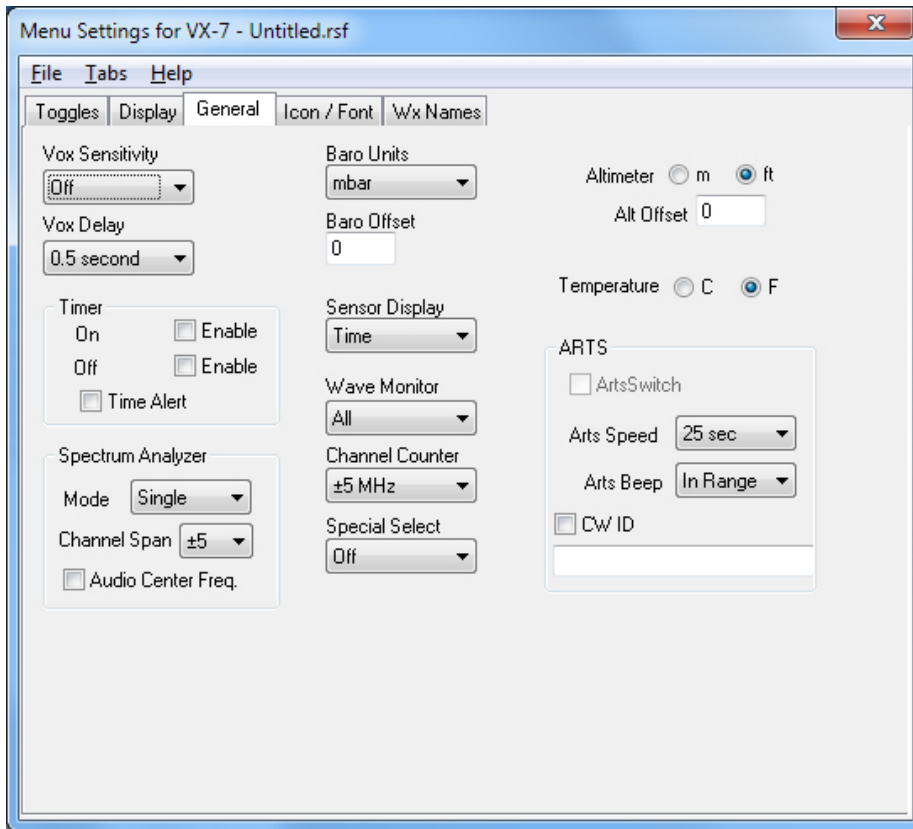 Menu Settings for VX-7 - Untitled.rsf
File Tabs Help
Toggles Display General Icon / Font Wx Names
Vox Sensitivity
Off
Vox Delay
0.5 second
Timer
On Enable
Off Enable
Time Alert
Spectrum Analyzer
Mode Single
Channel Span ±5
Audio Center Freq.
Baro Units
mbar
Baro Offset
0
Sensor Display
Time
Wave Monitor
All
Channel Counter
±5 MHz
Special Select
Off
Altimeter m ft
Alt Offset 0
Temperature C F
ARTS
ArtsSwitch
Arts Speed 25 sec
Arts Beep In Range
CW ID